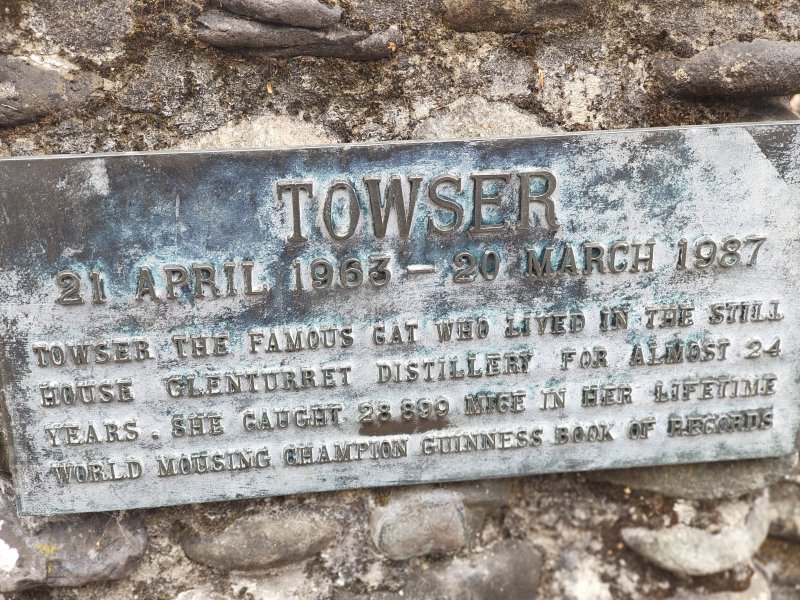 TOWSER
21 APRIL 1963 – 20 MARCH 1987
TOWSER THE FAMOUS CAT WHO LIVED IN THE STILL
HOUSE GLENTURRET DISTILLERY FOR ALMOST 24
YEARS. SHE CAUGHT 28 899 MICE IN HER LIFETIME
WORLD MOUSING CHAMPION GUINNESS BOOK OF RECORDS